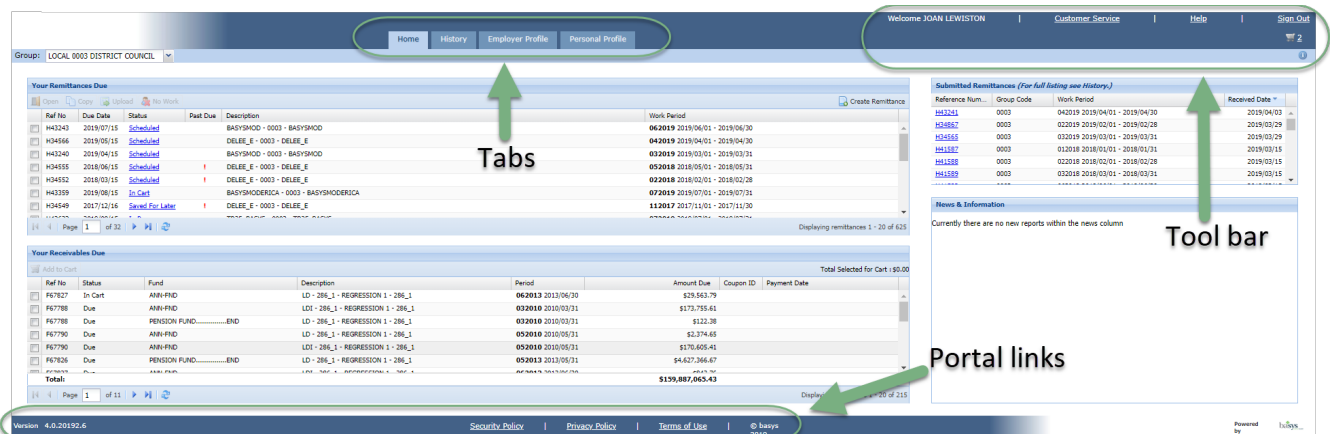 Welcome JOAN LEWISTON | Customer Service | Help | Sign Out
Home History Employer Profile Personal Profile
2
Group: LOCAL 0003 DISTRICT COUNCIL
Your Remittances Due
Open Copy Upload No Work Create Remittance
Ref No Due Date Status Past Due Description Work Period
H43243 2019/07/15 Scheduled BASYSMOD - 0003 - BASYSMOD 062019 2019/06/01 - 2019/06/30
H34566 2019/05/15 Scheduled DELEE_E - 0003 - DELEE_E 042019 2019/04/01 - 2019/04/30
H43240 2019/04/15 Scheduled BASYSMOD - 0003 - BASYSMOD 032019 2019/03/01 - 2019/03/31
H34555 2018/06/15 Scheduled ! DELEE_E - 0003 - DELEE_E 052018 2018/05/01 - 2018/05/31
H34552 2018/03/15 Scheduled ! DELEE_E - 0003 - DELEE_E 022018 2018/02/01 - 2018/02/28
H43359 2019/08/15 In Cart BASYSMODERICA - 0003 - BASYSMODERICA 072019 2019/07/01 - 2019/07/31
H34549 2017/12/16 Saved For Later ! DELEE_E - 0003 - DELEE_E 112017 2017/11/01 - 2017/11/30
Page 1 of 32 Displaying remittances 1 - 20 of 625
Submitted Remittances (For full listing see History.)
Reference Num... Group Code Work Period Received Date
H43241 0003 042019 2019/04/01 - 2019/04/30 2019/04/03
H34867 0003 022019 2019/02/01 - 2019/02/28 2019/03/29
H34565 0003 032019 2019/03/01 - 2019/03/31 2019/03/29
H41587 0003 012018 2018/01/01 - 2018/01/31 2019/03/15
H41588 0003 022018 2018/02/01 - 2018/02/28 2019/03/15
H41589 0003 032018 2018/03/01 - 2018/03/31 2019/03/15
Tabs
News & Information
Currently there are no new reports within the news column
Tool bar
Your Receivables Due
Add to Cart Total Selected for Cart : $0.00
Ref No Status Fund Description Period Amount Due Coupon ID Payment Date
F67827 In Cart ANN-FND LD - 286_1 - REGRESSION 1 - 286_1 062013 2013/06/30 $29,563.79
F67788 Due ANN-FND LDI - 286_1 - REGRESSION 1 - 286_1 032010 2010/03/31 $173,755.61
F67788 Due PENSION FUND...............END LD - 286_1 - REGRESSION 1 - 286_1 032010 2010/03/31 $122.38
F67790 Due ANN-FND LD - 286_1 - REGRESSION 1 - 286_1 052010 2010/05/31 $2,374.65
F67790 Due ANN-FND LDI - 286_1 - REGRESSION 1 - 286_1 052010 2010/05/31 $170,605.41
F67826 Due PENSION FUND...............END LD - 286_1 - REGRESSION 1 - 286_1 052013 2013/05/31 $4,627,366.67
Total: $159,887,065.43
Page 1 of 11 1 - 20 of 215
Portal links
Version 4.0.20192.6 Security Policy | Privacy Policy | Terms of Use | © basys
Powered by basys